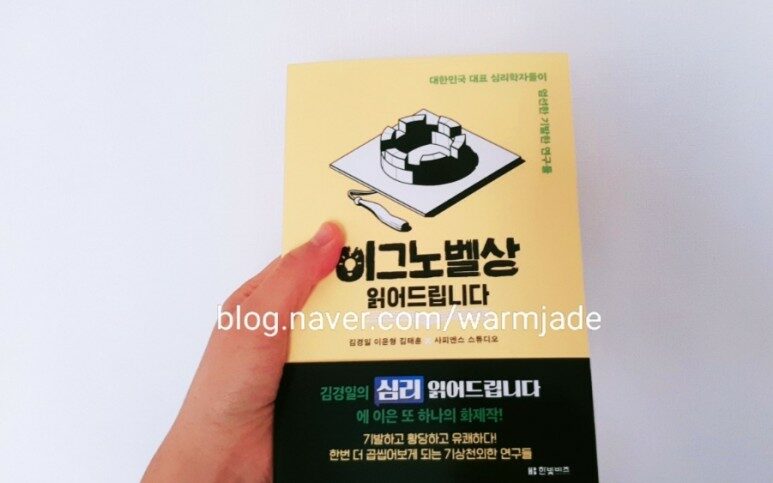 대한민국 대표 심리학자들이
엄선한 기발한 연구들
이그노벨상
읽어드립니다
blog.naver.com/warmjade
김경일 이윤형 김태훈 사피엔스 스튜디오
김경일의 심리 읽어드립니다
에 이은 또 하나의 화제작!
기발하고 황당하고 유쾌하다!
한번 더 곱씹어보게 되는 기상천외한 연구들
한빛비즈